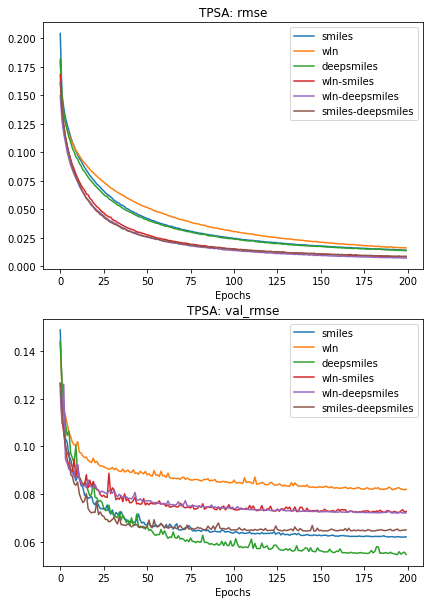 TPSA: rmse
0.200
0.175
0.150
0.125
0.100
0.075
0.050
0.025
0.000
smiles
wln
deepsmiles
wln-smiles
wln-deepsmiles
smiles-deepsmiles
0 25 50 75 100 125 150 175 200
Epochs
TPSA: val_rmse
0.14
0.12
0.10
0.08
0.06
smiles
wln
deepsmiles
wln-smiles
wln-deepsmiles
smiles-deepsmiles
0 25 50 75 100 125 150 175 200
Epochs